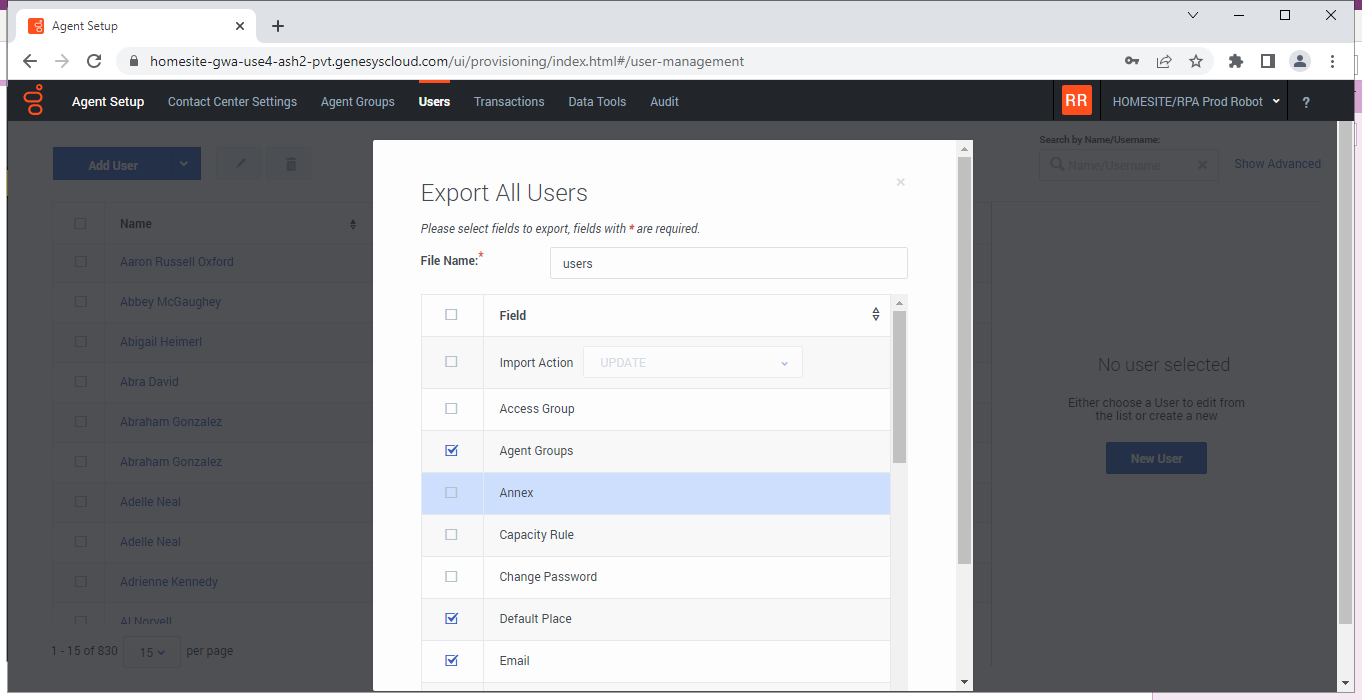 Agent Setup
homesite-gwa-use4-ash2-pvt.genesyscloud.com/ui/provisioning/index.html#/user-management
Agent Setup Contact Center Settings Agent Groups Users Transactions Data Tools Audit RR HOMESITE/RPA Prod Robot ?
Add User
Search by Name/Username:
Name/Username
Show Advanced
Name
Aaron Russell Oxford
Abbey McGaughey
Abigail Heimerl
Abra David
Abraham Gonzalez
Abraham Gonzalez
Adelle Neal
Adelle Neal
Adrienne Kennedy
Al Norvell
1 - 15 of 830 15 per page
Export All Users
Please select fields to export, fields with * are required.
File Name:* users
Field
Import Action UPDATE
Access Group
Agent Groups
Annex
Capacity Rule
Change Password
Default Place
Email
No user selected
Either choose a User to edit from
the list or create a new
New User